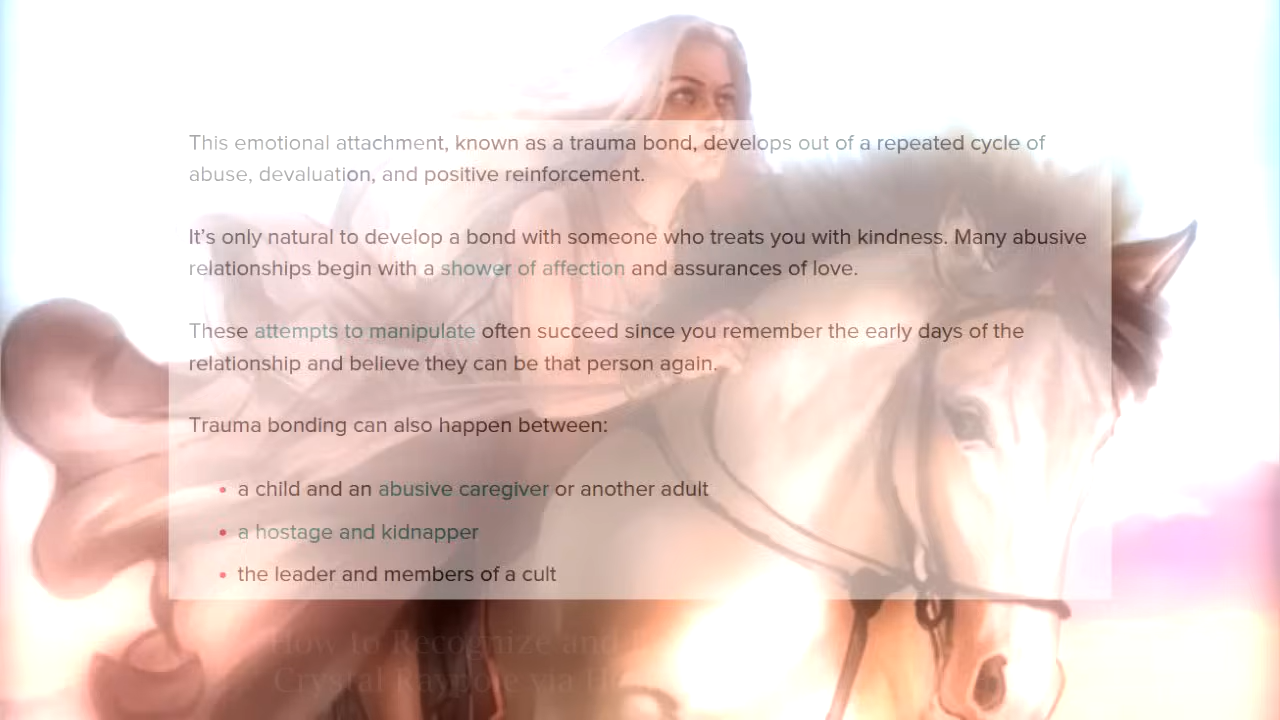 This emotional attachment, known as a trauma bond, develops out of a repeated cycle of
abuse, devaluation, and positive reinforcement.
It’s only natural to develop a bond with someone who treats you with kindness. Many abusive
relationships begin with a shower of affection and assurances of love.
These attempts to manipulate often succeed since you remember the early days of the
relationship and believe they can be that person again.
Trauma bonding can also happen between:
• a child and an abusive caregiver or another adult
• a hostage and kidnapper
• the leader and members of a cult
How to Recognize and
Crystal Raypole via